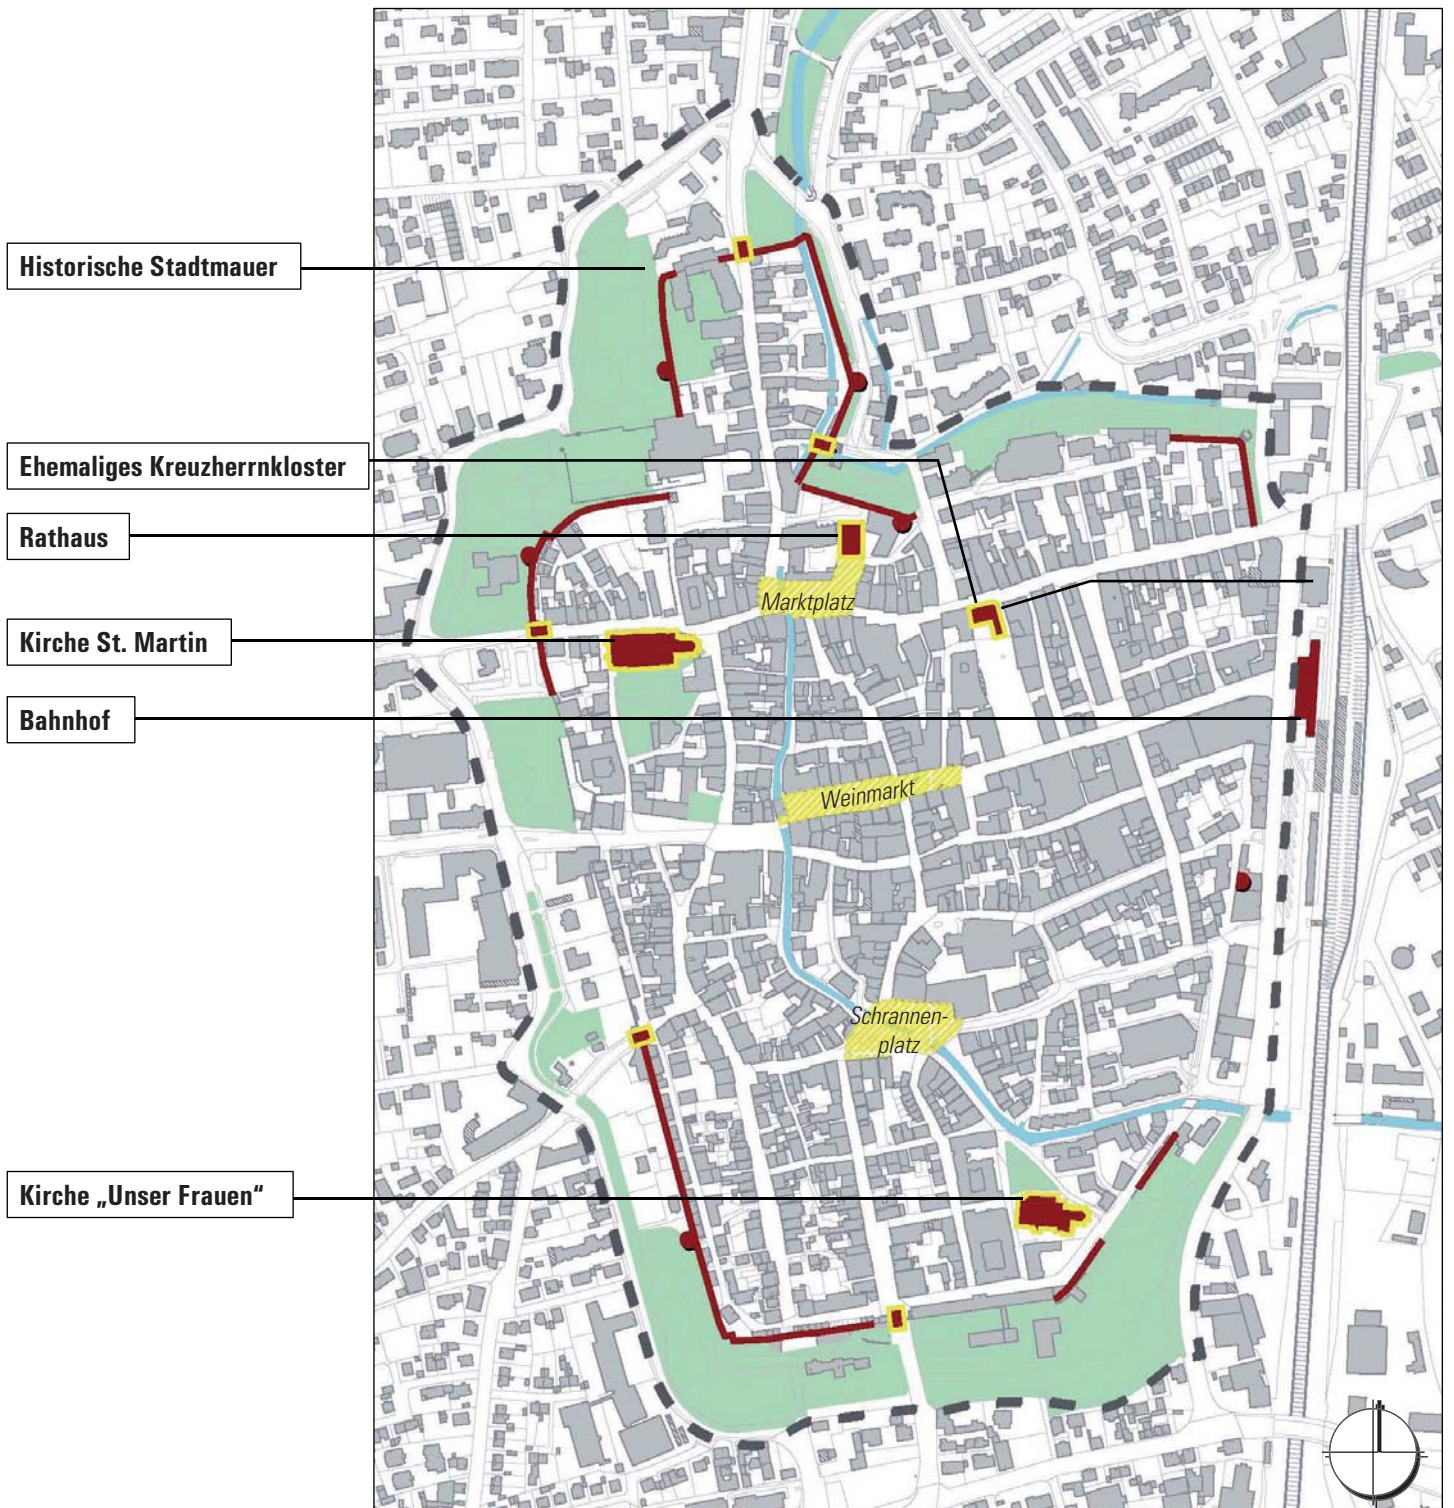 Historische Stadtmauer
Ehemaliges Kreuzherrnkloster
Rathaus
Marktplatz
Kirche St. Martin
Bahnhof
Weinmarkt
Schrannen-
platz
Kirche „Unser Frauen“